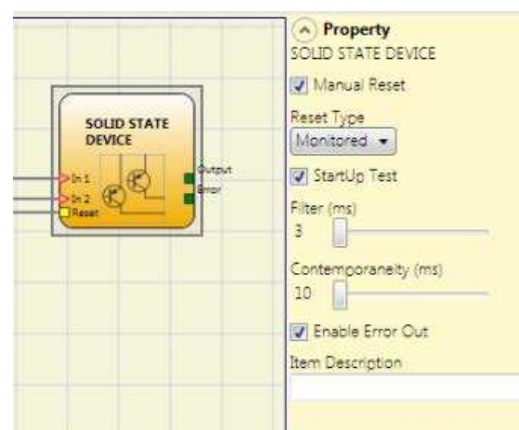 SOLID STATE
DEVICE
In 1
In 2
Reset
Output
Error
Property
SOLID STATE DEVICE
Manual Reset
Reset Type
Monitored
StartUp Test
Filter (ms)
3
Contemporaneity (ms)
10
Enable Error Out
Item Description